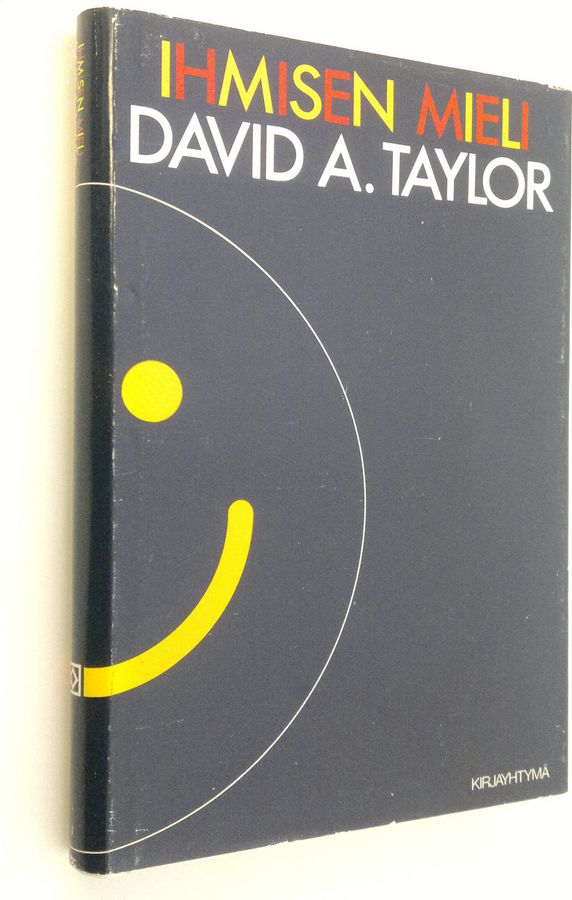 IHMISEN MIELI
DAVID A. TAYLOR
KIRJAYHTYMÄ